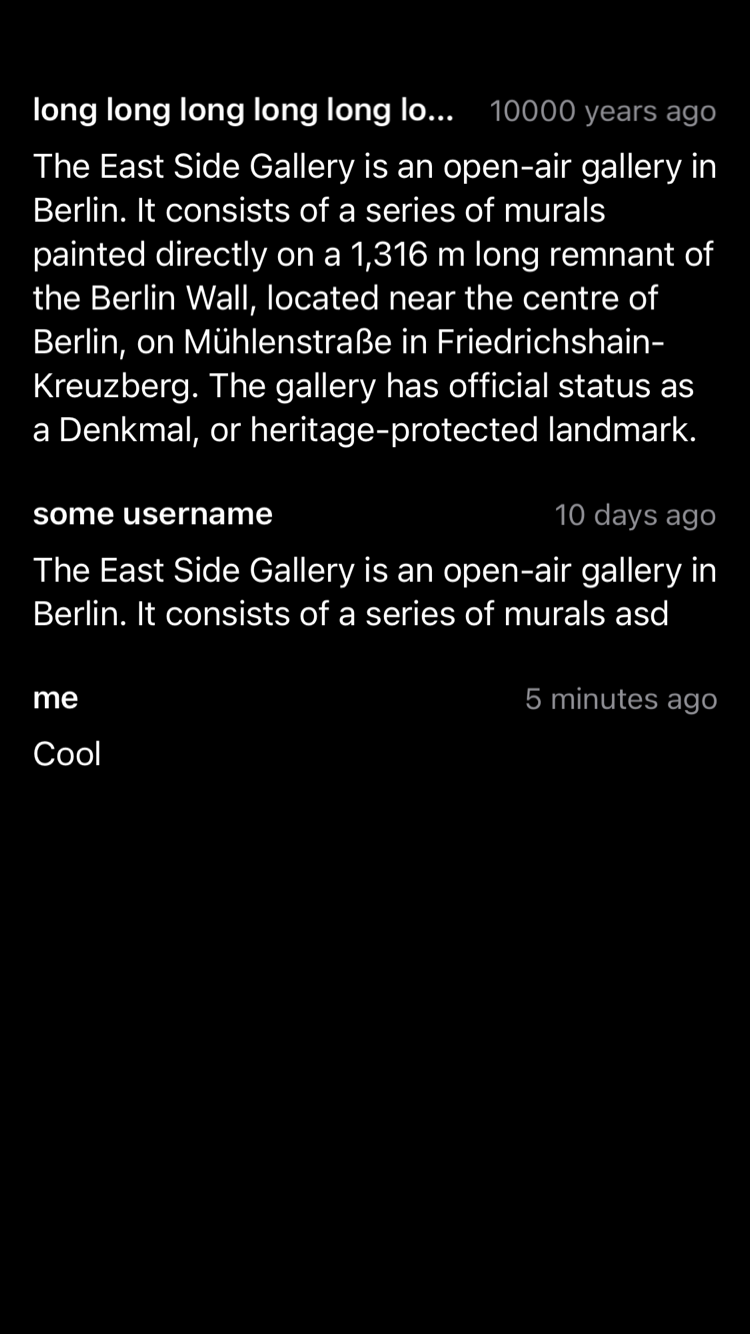 long long long long long lo... 10000 years ago
The East Side Gallery is an open-air gallery in
Berlin. It consists of a series of murals
painted directly on a 1,316 m long remnant of
the Berlin Wall, located near the centre of
Berlin, on Mühlenstraße in Friedrichshain-
Kreuzberg. The gallery has official status as
a Denkmal, or heritage-protected landmark.
some username 10 days ago
The East Side Gallery is an open-air gallery in
Berlin. It consists of a series of murals asd
me 5 minutes ago
Cool